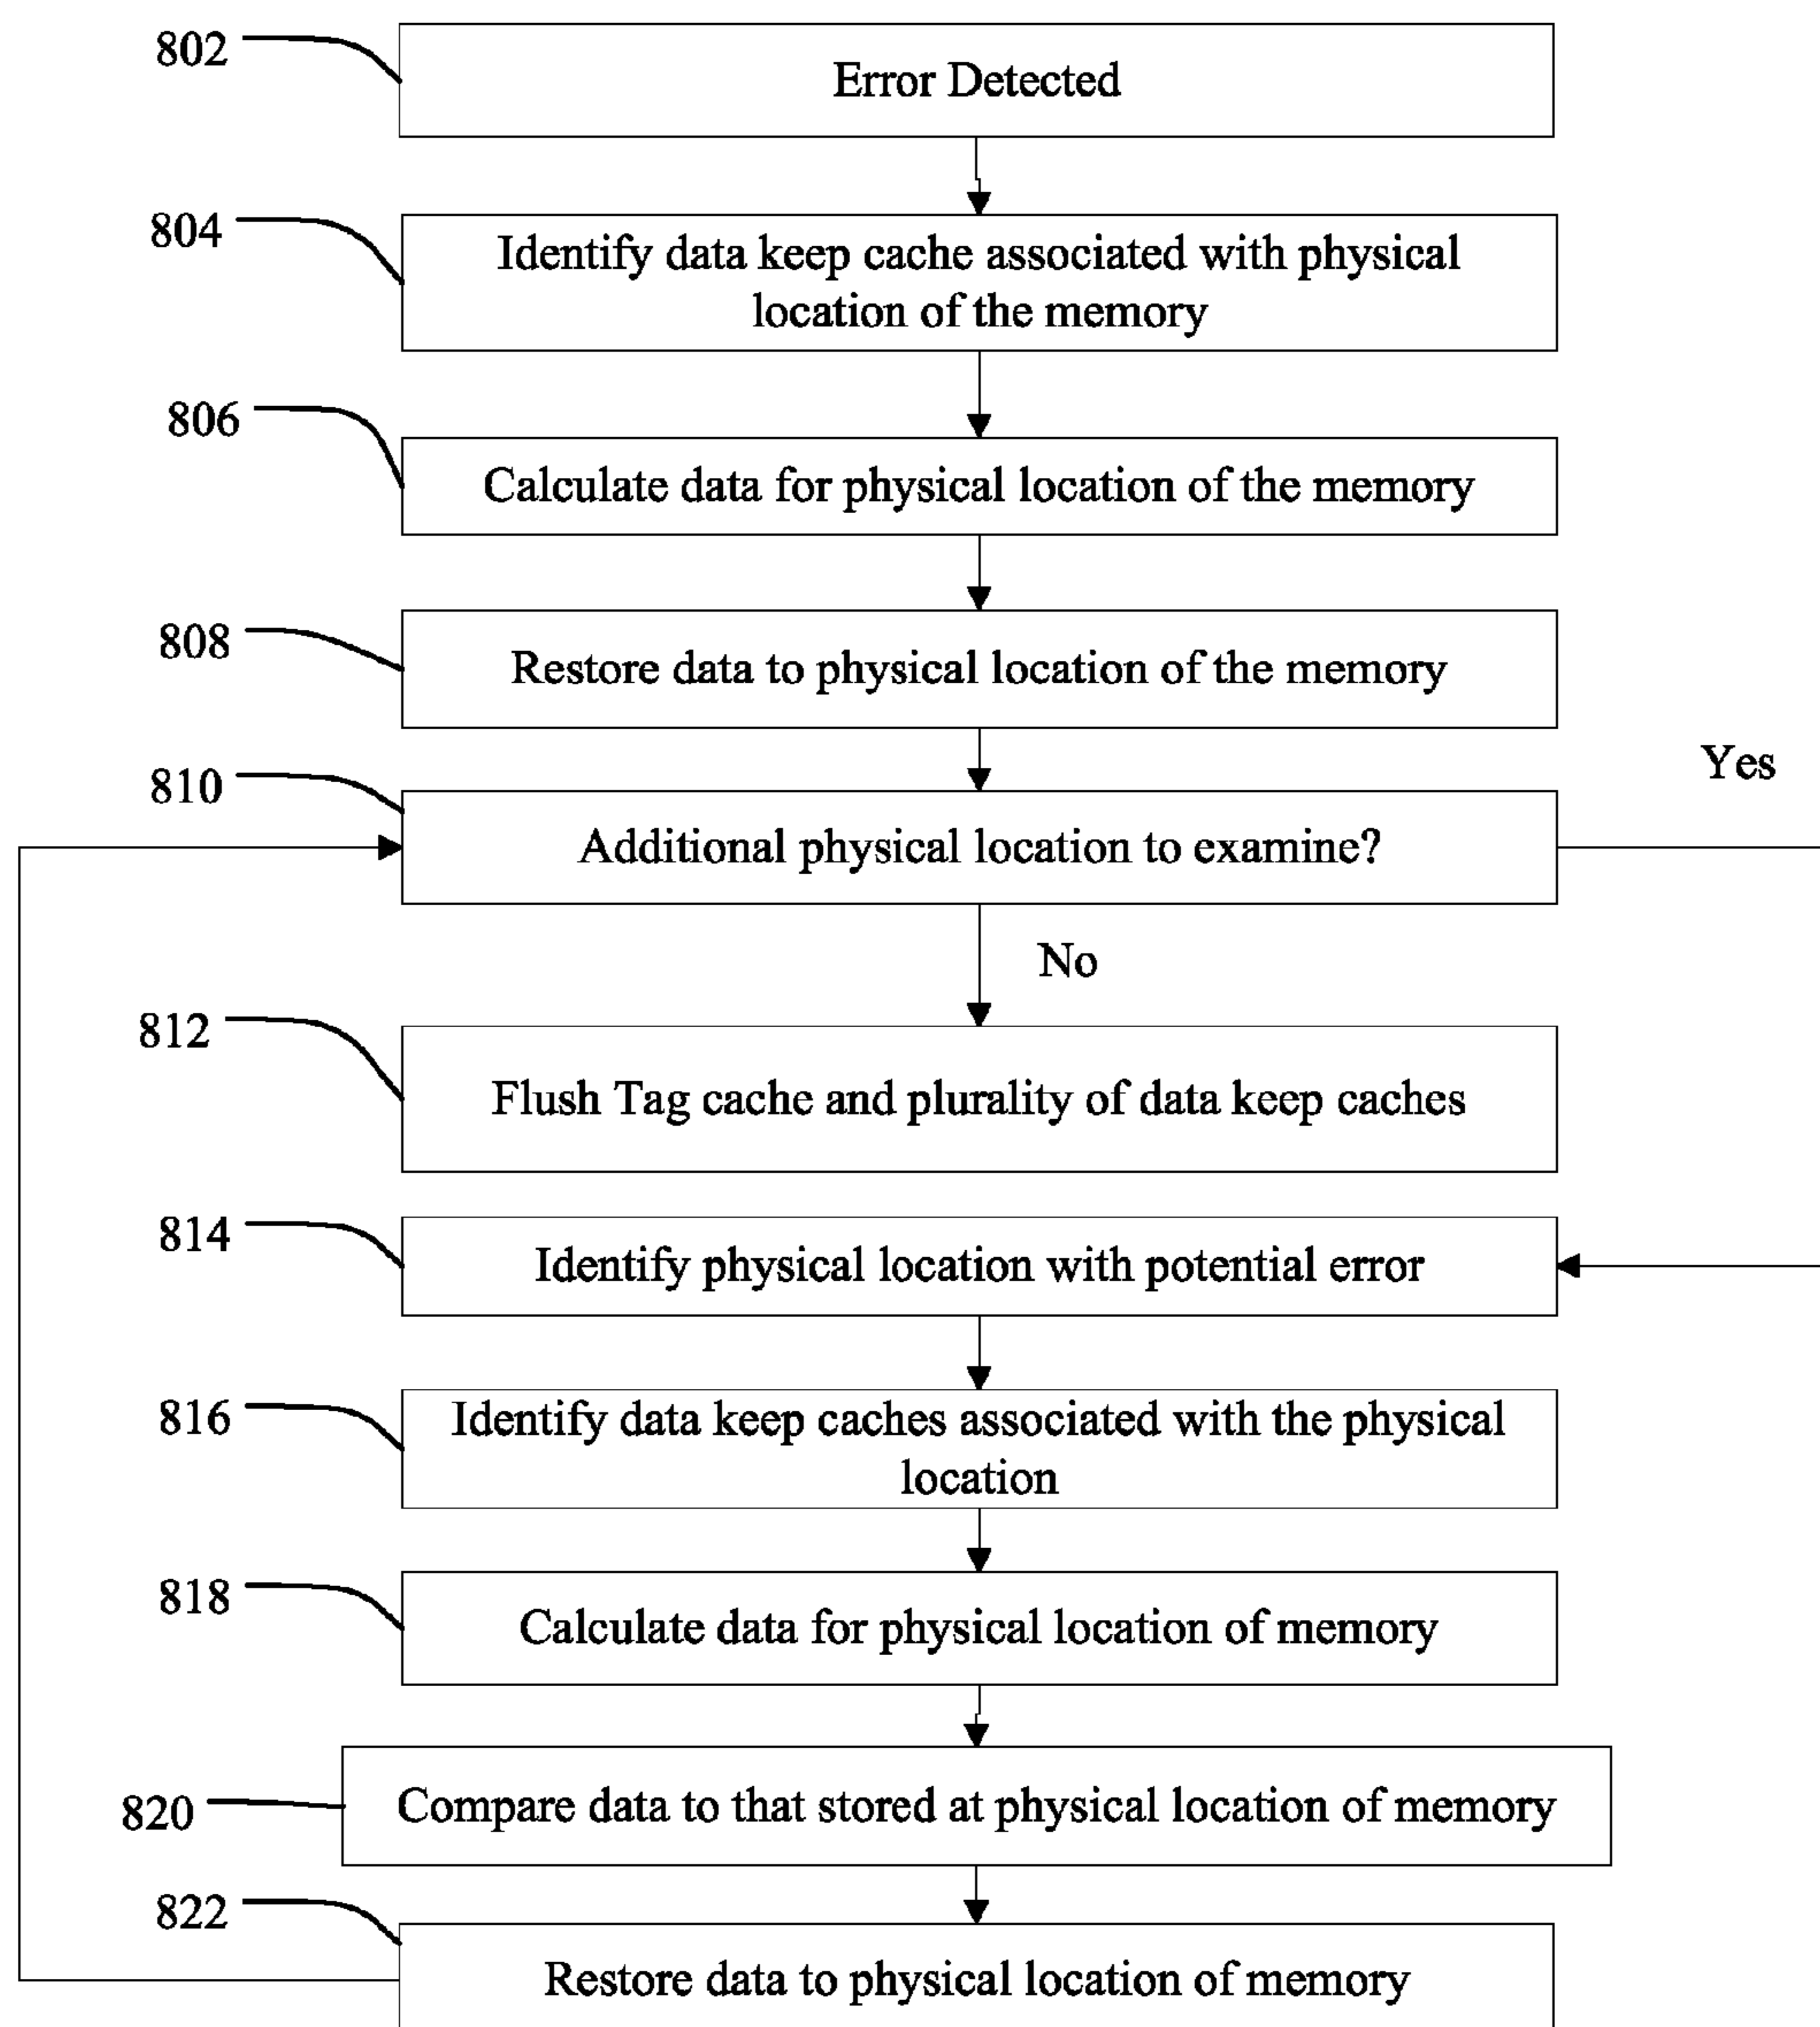 802
Error Detected
804
Identify data keep cache associated with physical
location of the memory
806
Calculate data for physical location of the memory
808
Restore data to physical location of the memory
Yes
810
Additional physical location to examine?
No
812
Flush Tag cache and plurality of data keep caches
814
Identify physical location with potential error
816
Identify data keep caches associated with the physical
location
818
Calculate data for physical location of memory
820
Compare data to that stored at physical location of memory
822
Restore data to physical location of memory